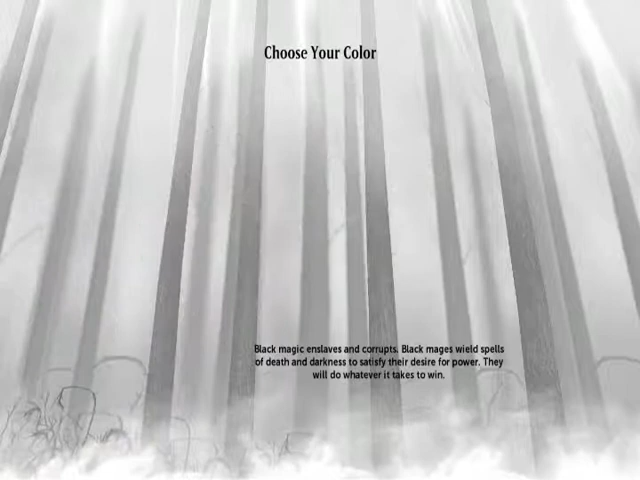 Choose Your Color
Black magic enslaves and corrupts. Black mages wield spells
of death and darkness to satisfy their desire for power. They
will do whatever it takes to win.